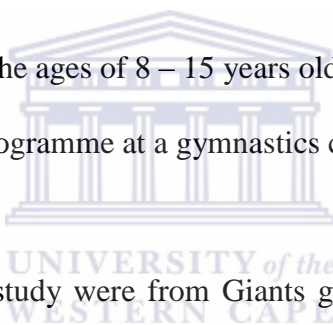 he ages of 8 – 15 years old
ogramme at a gymnastics
UNIVERSITY of the
study were from Giants
WESTERN CAPE